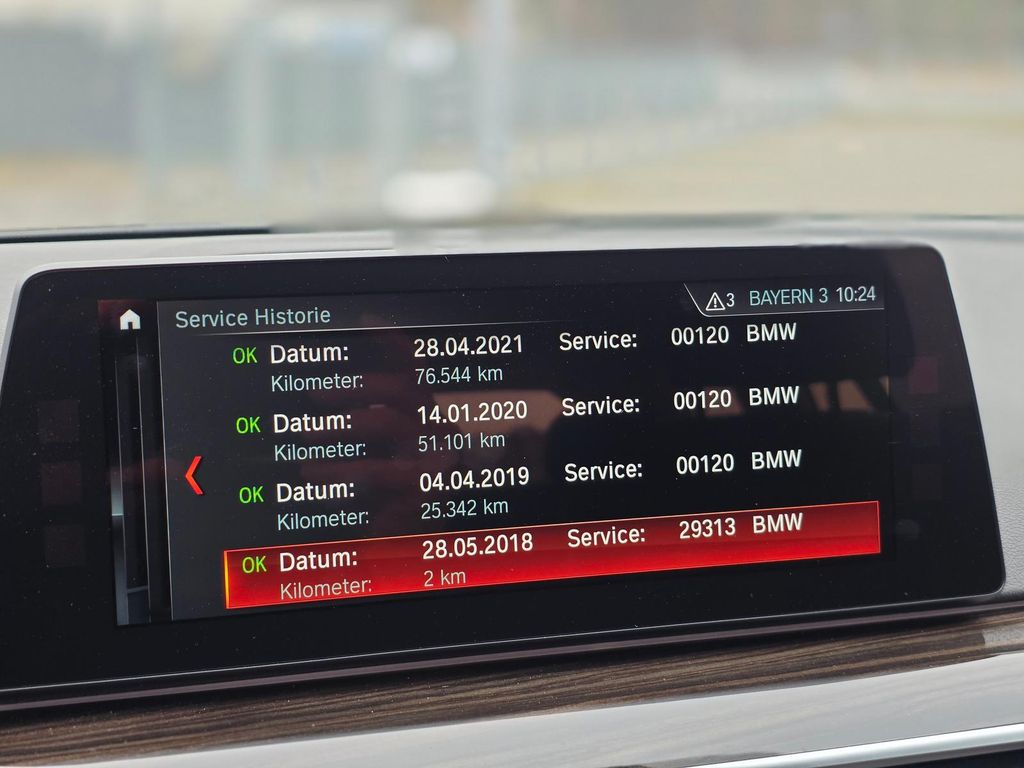 Service Historie
3 BAYERN 3 10:24
OK Datum: 28.04.2021 Service: 00120 BMW
Kilometer: 76.544 km
OK Datum: 14.01.2020 Service: 00120 BMW
Kilometer: 51.101 km
OK Datum: 04.04.2019 Service: 00120 BMW
Kilometer: 25.342 km
OK Datum: 28.05.2018 Service: 29313 BMW
Kilometer: 2 km